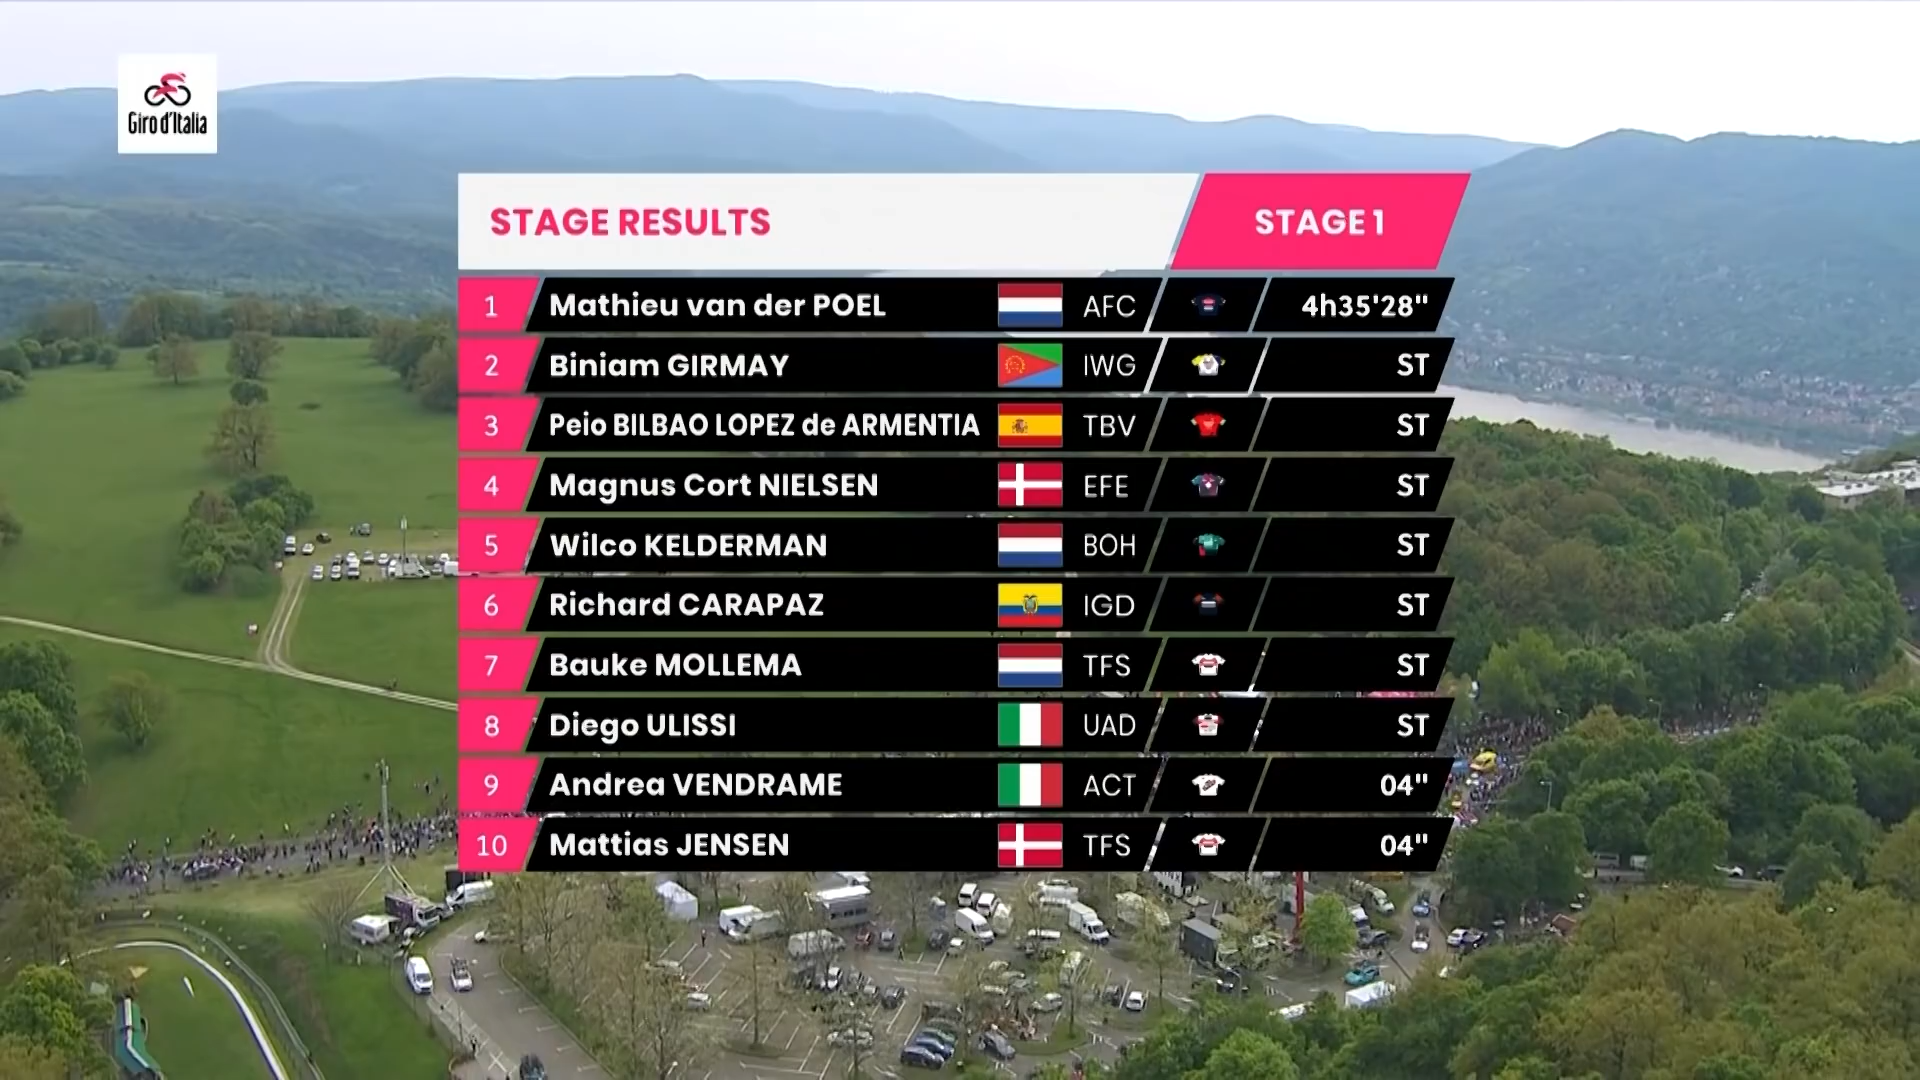 Giro d'Italia
STAGE RESULTS STAGE 1
1 Mathieu van der POEL AFC 4h35'28"
2 Biniam GIRMAY IWG ST
3 Peio BILBAO LOPEZ de ARMENTIA TBV ST
4 Magnus Cort NIELSEN EFE ST
5 Wilco KELDERMAN BOH ST
6 Richard CARAPAZ IGD ST
7 Bauke MOLLEMA TFS ST
8 Diego ULISSI UAD ST
9 Andrea VENDRAME ACT 04"
10 Mattias JENSEN TFS 04"